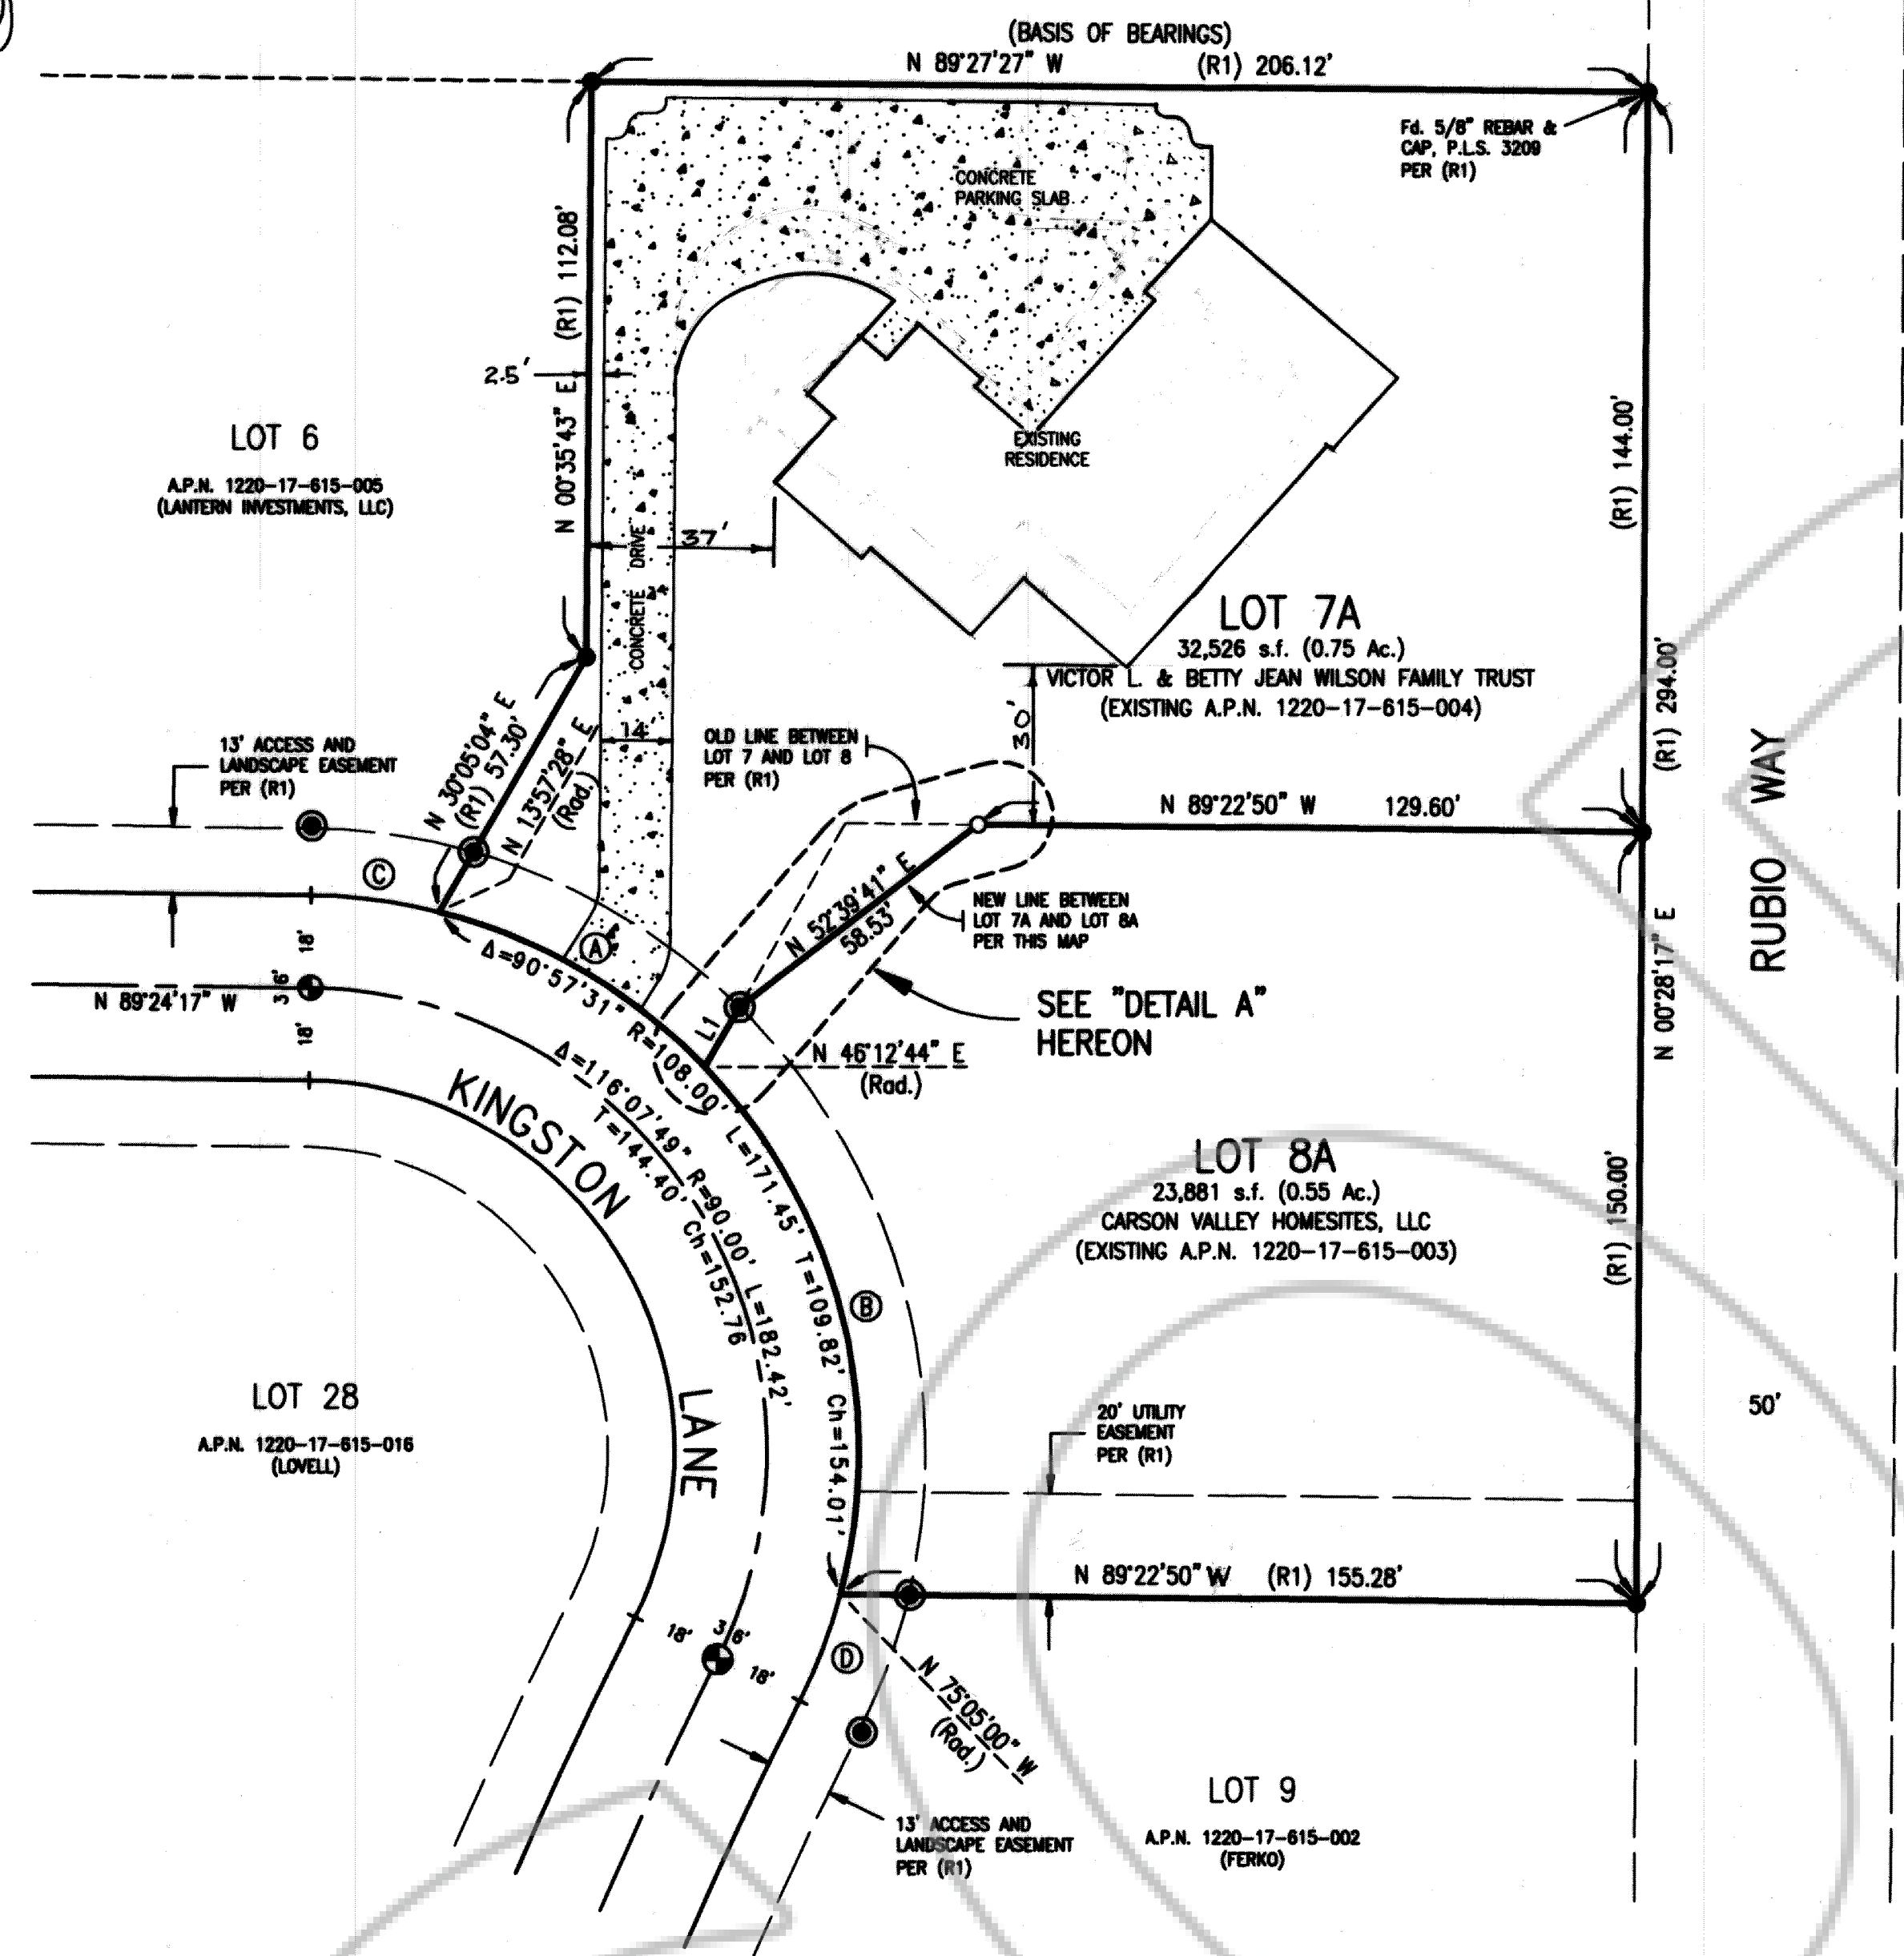 (BASIS OF BEARINGS)
N 89°27'27" W (R1) 206.12'
Fd. 5/8" REBAR &
CAP, P.L.S. 3209
PER (R1)
CONCRETE
PARKING SLAB
N 00°35'43" E (R1) 112.08'
2.5'
LOT 6
A.P.N. 1220-17-615-005
(LANTERN INVESTMENTS, LLC)
EXISTING
RESIDENCE
CONCRETE DRIVE
37'
(R1) 144.00'
LOT 7A
32,526 s.f. (0.75 Ac.)
VICTOR L. & BETTY JEAN WILSON FAMILY TRUST
(EXISTING A.P.N. 1220-17-615-004)
30'
(R1) 294.00'
N 00°28'17" E
RUBIO WAY
13' ACCESS AND
LANDSCAPE EASEMENT
PER (R1)
N 30°05'04" E
(R1) 57.30'
N 13°57'28" E
(Rad.)
14'
OLD LINE BETWEEN
LOT 7 AND LOT 8
PER (R1)
N 89°22'50" W 129.60'
N 52°39'41" E
58.53'
NEW LINE BETWEEN
LOT 7A AND LOT 8A
PER THIS MAP
C
A
SEE "DETAIL A"
HEREON
L1
N 46°12'44" E
(Rad.)
N 89°24'17" W
18'
36'
18'
Δ=90°57'31" R=108.00' L=171.45' T=109.82' Ch=154.01'
Δ=116°07'49" R=90.00' L=182.42'
T=144.40' Ch=152.76
KINGSTON LANE
LOT 8A
23,881 s.f. (0.55 Ac.)
CARSON VALLEY HOMESITES, LLC
(EXISTING A.P.N. 1220-17-615-003)
(R1) 150.00'
B
LOT 28
A.P.N. 1220-17-615-016
(LOVELL)
20' UTILITY
EASEMENT
PER (R1)
50'
N 89°22'50" W (R1) 155.28'
18'
36'
18'
D
N 75°05'00" W
(Rad.)
LOT 9
A.P.N. 1220-17-615-002
(FERKO)
13' ACCESS AND
LANDSCAPE EASEMENT
PER (R1)